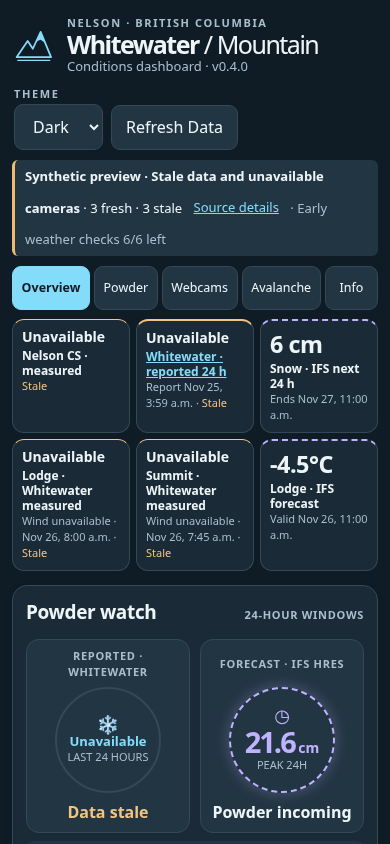 NELSON · BRITISH COLUMBIA
Whitewater / Mountain
Conditions dashboard · v0.4.0
THEME
Dark
Refresh Data
Synthetic preview · Stale data and unavailable
cameras · 3 fresh · 3 stale Source details · Early
weather checks 6/6 left
Overview
Powder
Webcams
Avalanche
Info
Unavailable
Nelson CS ·
measured
Stale
Unavailable
Whitewater ·
reported 24 h
Report Nov 25,
3:59 a.m. · Stale
6 cm
Snow · IFS next
24 h
Ends Nov 27, 11:00
a.m.
Unavailable
Lodge ·
Whitewater
measured
Wind unavailable ·
Nov 26, 8:00 a.m. ·
Stale
Unavailable
Summit ·
Whitewater
measured
Wind unavailable ·
Nov 26, 7:45 a.m. ·
Stale
-4.5°C
Lodge · IFS
forecast
Valid Nov 26, 11:00
a.m.
Powder watch
24-HOUR WINDOWS
REPORTED ·
WHITEWATER
Unavailable
LAST 24 HOURS
Data stale
FORECAST · IFS HRES
21.6 cm
PEAK 24H
Powder incoming